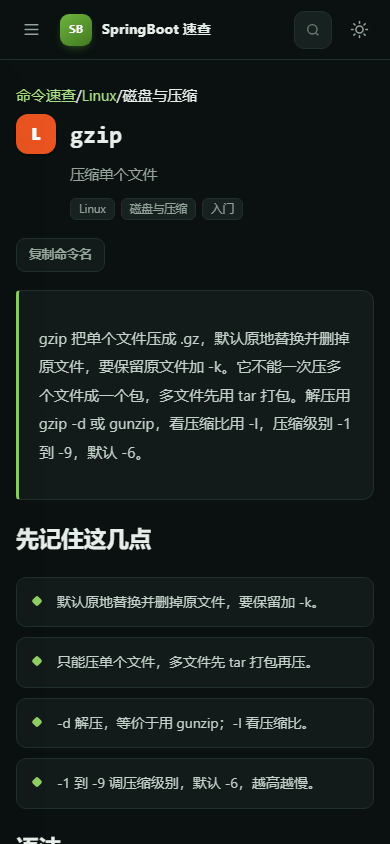 SB SpringBoot 速查
命令速查/Linux/磁盘与压缩
L gzip
压缩单个文件
Linux 磁盘与压缩 入门
复制命令名
gzip 把单个文件压成 .gz，默认原地替换并删掉
原文件，要保留原文件加 -k。它不能一次压多
个文件成一个包，多文件先用 tar 打包。解压用
gzip -d 或 gunzip，看压缩比用 -l，压缩级别 -1
到 -9，默认 -6。
先记住这几点
默认原地替换并删掉原文件，要保留加 -k。
只能压单个文件，多文件先 tar 打包再压。
-d 解压，等价于用 gunzip；-l 看压缩比。
-1 到 -9 调压缩级别，默认 -6，越高越慢。
语法